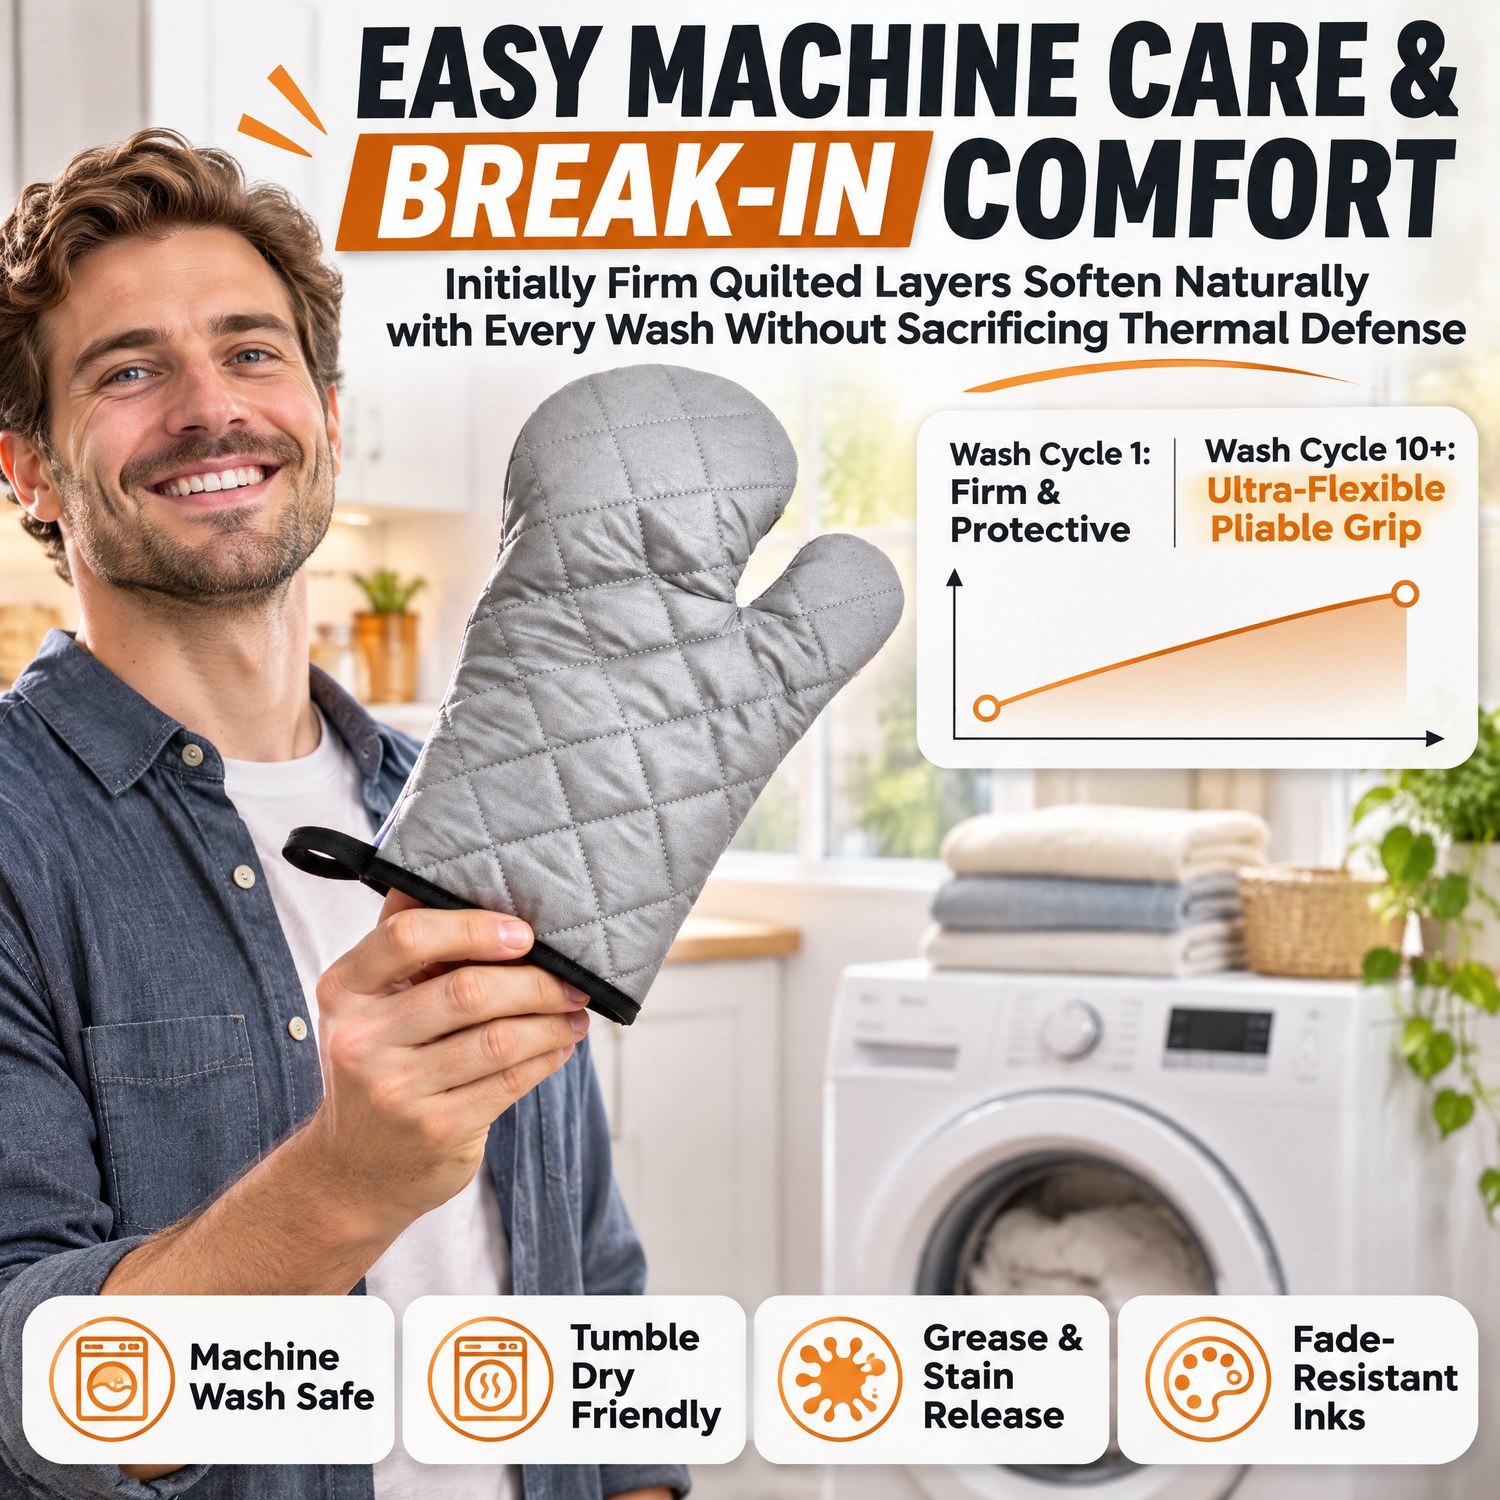 EASY MACHINE CARE &
BREAK-IN COMFORT
Initially Firm Quilted Layers Soften Naturally
with Every Wash Without Sacrificing Thermal Defense
Wash Cycle 1:
Firm &
Protective
Wash Cycle 10+:
Ultra-Flexible
Pliable Grip
Machine
Wash Safe
Tumble
Dry
Friendly
Grease &
Stain
Release
Fade-
Resistant
Inks